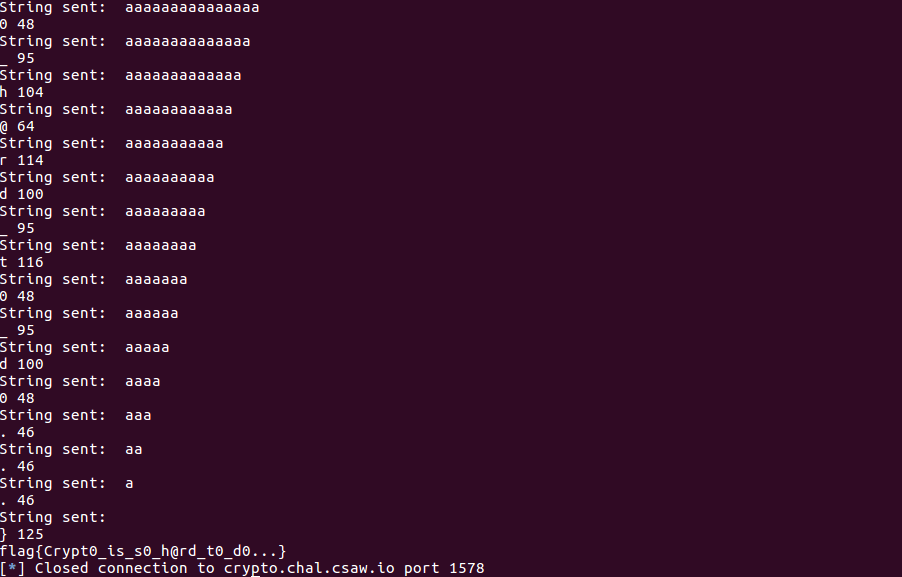 String sent:  aaaaaaaaaaaaaaa
0 48
String sent:  aaaaaaaaaaaaaa
_ 95
String sent:  aaaaaaaaaaaaa
h 104
String sent:  aaaaaaaaaaaa
@ 64
String sent:  aaaaaaaaaaa
r 114
String sent:  aaaaaaaaaa
d 100
String sent:  aaaaaaaaa
_ 95
String sent:  aaaaaaaa
t 116
String sent:  aaaaaaa
0 48
String sent:  aaaaaa
_ 95
String sent:  aaaaa
d 100
String sent:  aaaa
0 48
String sent:  aaa
. 46
String sent:  aa
. 46
String sent:  a
. 46
String sent:
} 125
flag{Crypt0_is_s0_h@rd_t0_d0...}
[*] Closed connection to crypto.chal.csaw.io port 1578